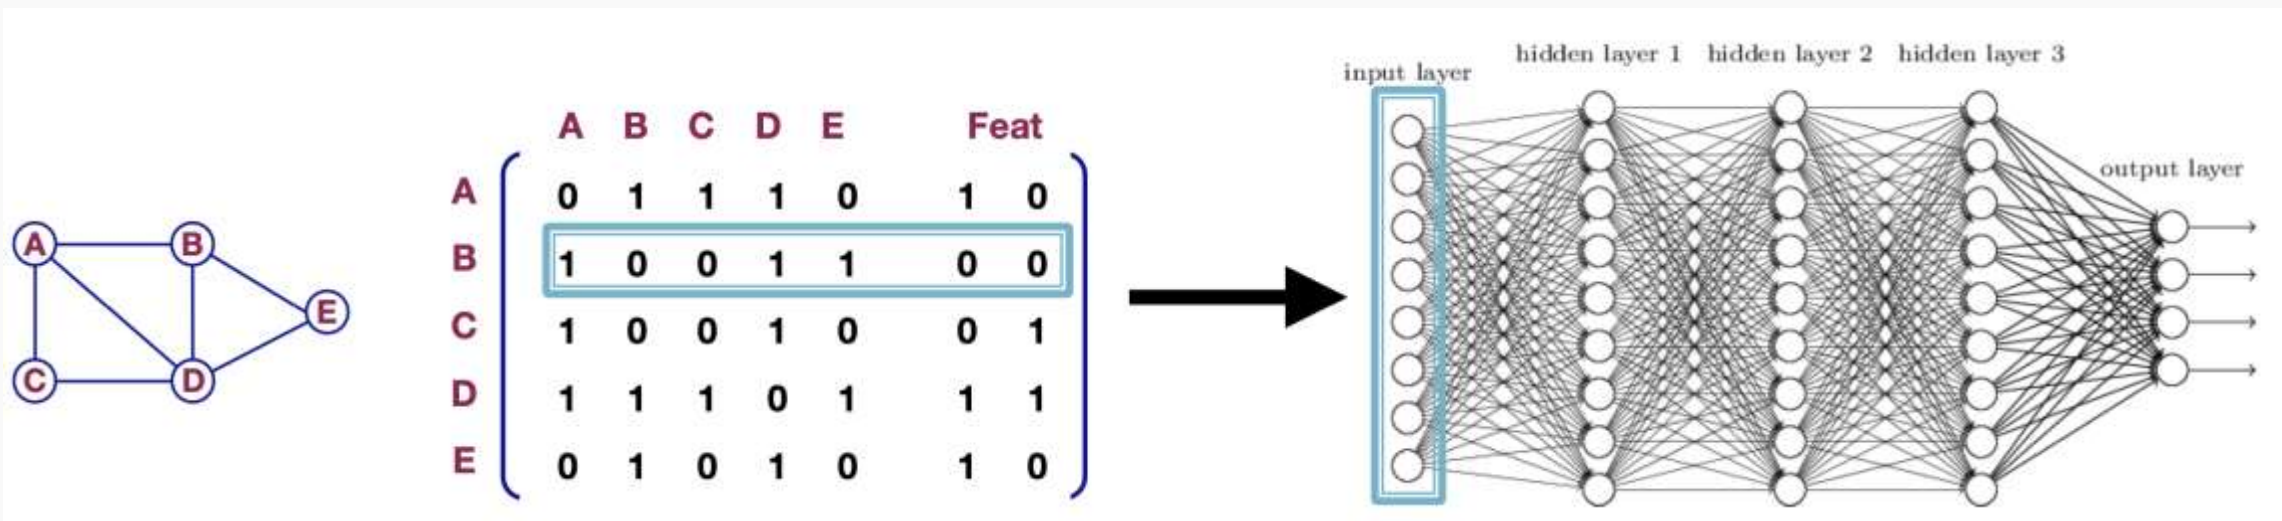 A B
E
C D
A B C D E Feat
A 0 1 1 1 0 1 0
B 1 0 0 1 1 0 0
C 1 0 0 1 0 0 1
D 1 1 1 0 1 1 1
E 0 1 0 1 0 1 0
input layer
hidden layer 1 hidden layer 2 hidden layer 3
output layer